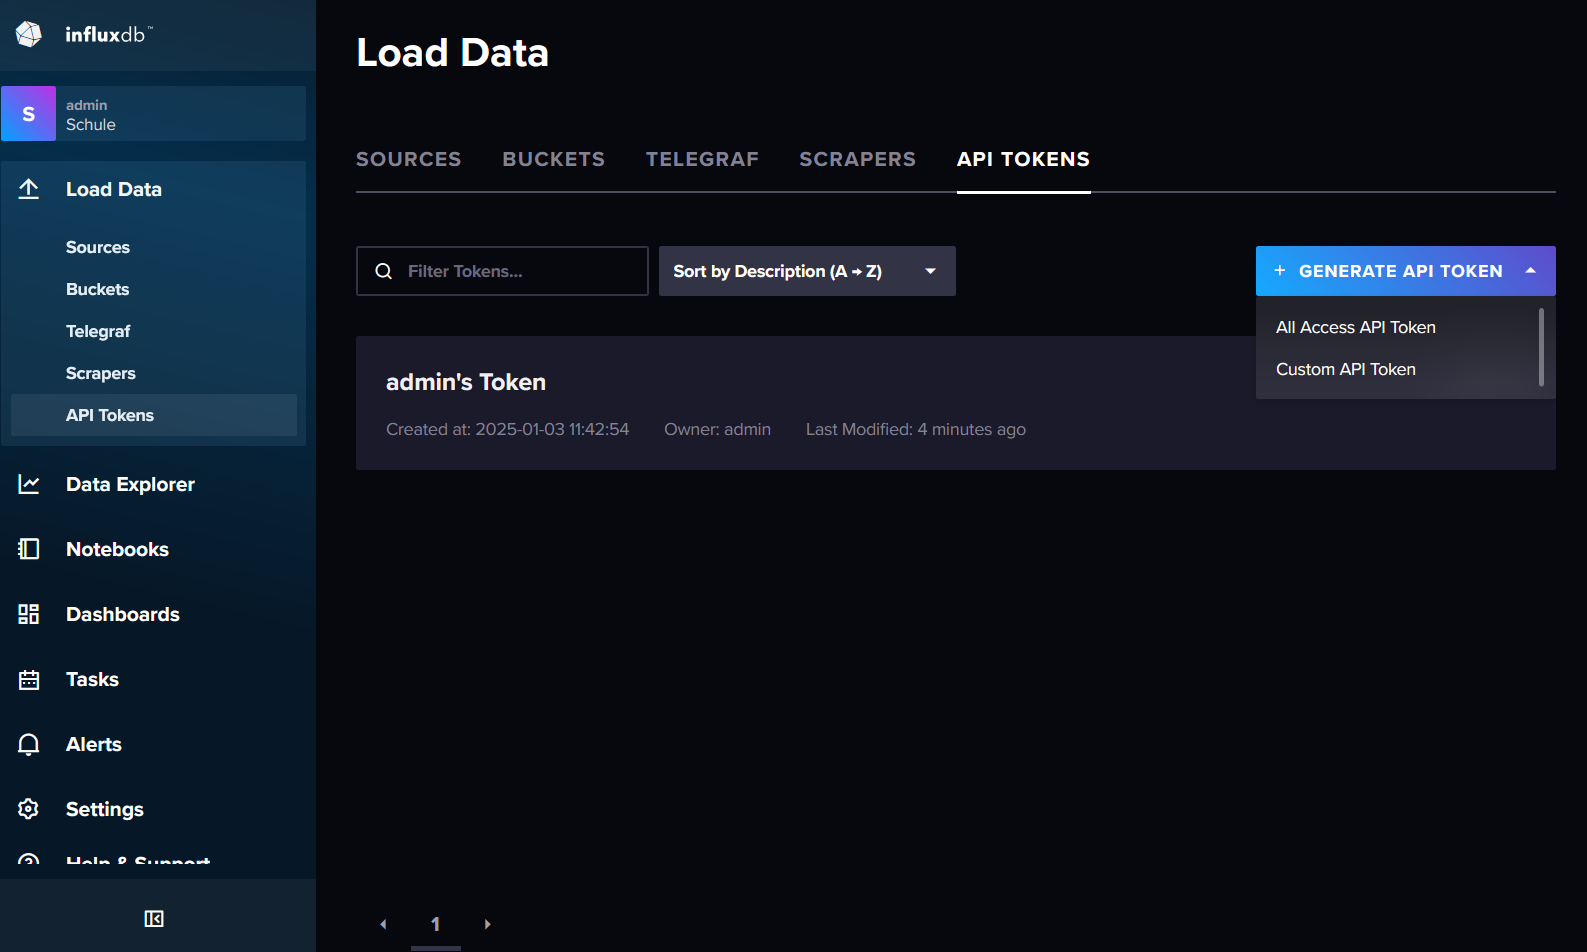 influxdb™
S
admin
Schule
Load Data
Sources
Buckets
Telegraf
Scrapers
API Tokens
Data Explorer
Notebooks
Dashboards
Tasks
Alerts
Settings
Help & Support
Load Data
SOURCES BUCKETS TELEGRAF SCRAPERS API TOKENS
Filter Tokens... Sort by Description (A → Z) + GENERATE API TOKEN
All Access API Token
Custom API Token
admin's Token
Created at: 2025-01-03 11:42:54 Owner: admin Last Modified: 4 minutes ago
1